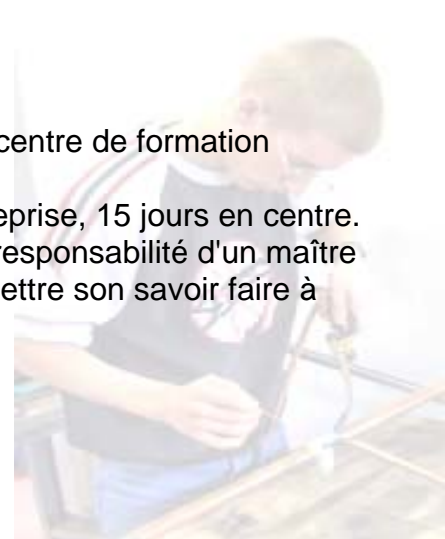 centre de formation
eprise, 15 jours en centre.
responsabilité d'un maître
ettre son savoir faire à